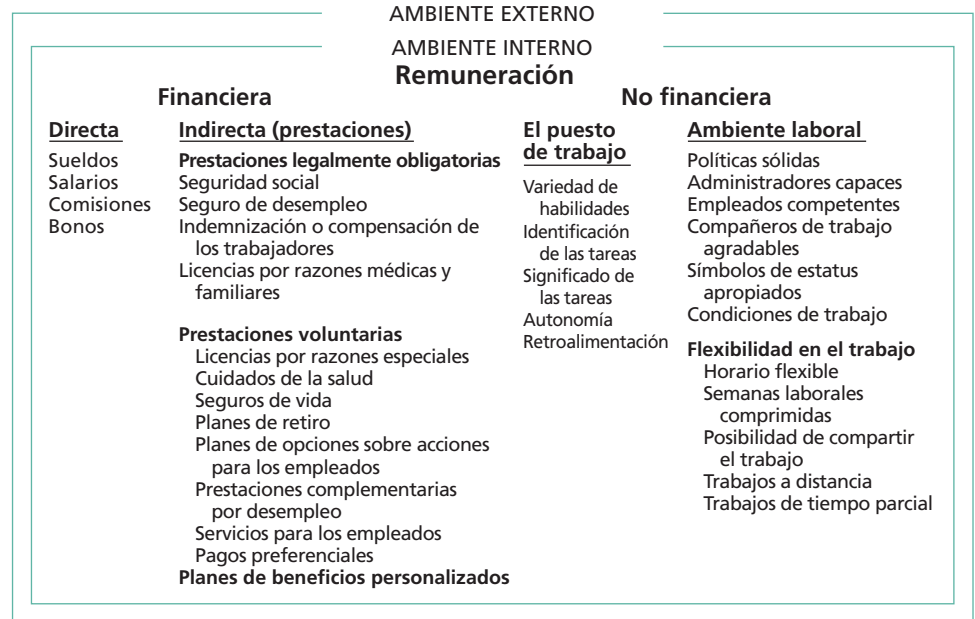 AMBIENTE EXTERNO
AMBIENTE INTERNO
Remuneración
Financiera
No financiera
Directa
Sueldos
Salarios
Comisiones
Bonos
Indirecta (prestaciones)
Prestaciones legalmente obligatorias
Seguridad social
Seguro de desempleo
Indemnización o compensación de
los trabajadores
Licencias por razones médicas y
familiares
Prestaciones voluntarias
Licencias por razones especiales
Cuidados de la salud
Seguros de vida
Planes de retiro
Planes de opciones sobre acciones
para los empleados
Prestaciones complementarias
por desempleo
Servicios para los empleados
Pagos preferenciales
Planes de beneficios personalizados
El puesto
de trabajo
Variedad de
habilidades
Identificación
de las tareas
Significado de
las tareas
Autonomía
Retroalimentación
Ambiente laboral
Políticas sólidas
Administradores capaces
Empleados competentes
Compañeros de trabajo
agradables
Símbolos de estatus
apropiados
Condiciones de trabajo
Flexibilidad en el trabajo
Horario flexible
Semanas laborales
comprimidas
Posibilidad de compartir
el trabajo
Trabajos a distancia
Trabajos de tiempo parcial